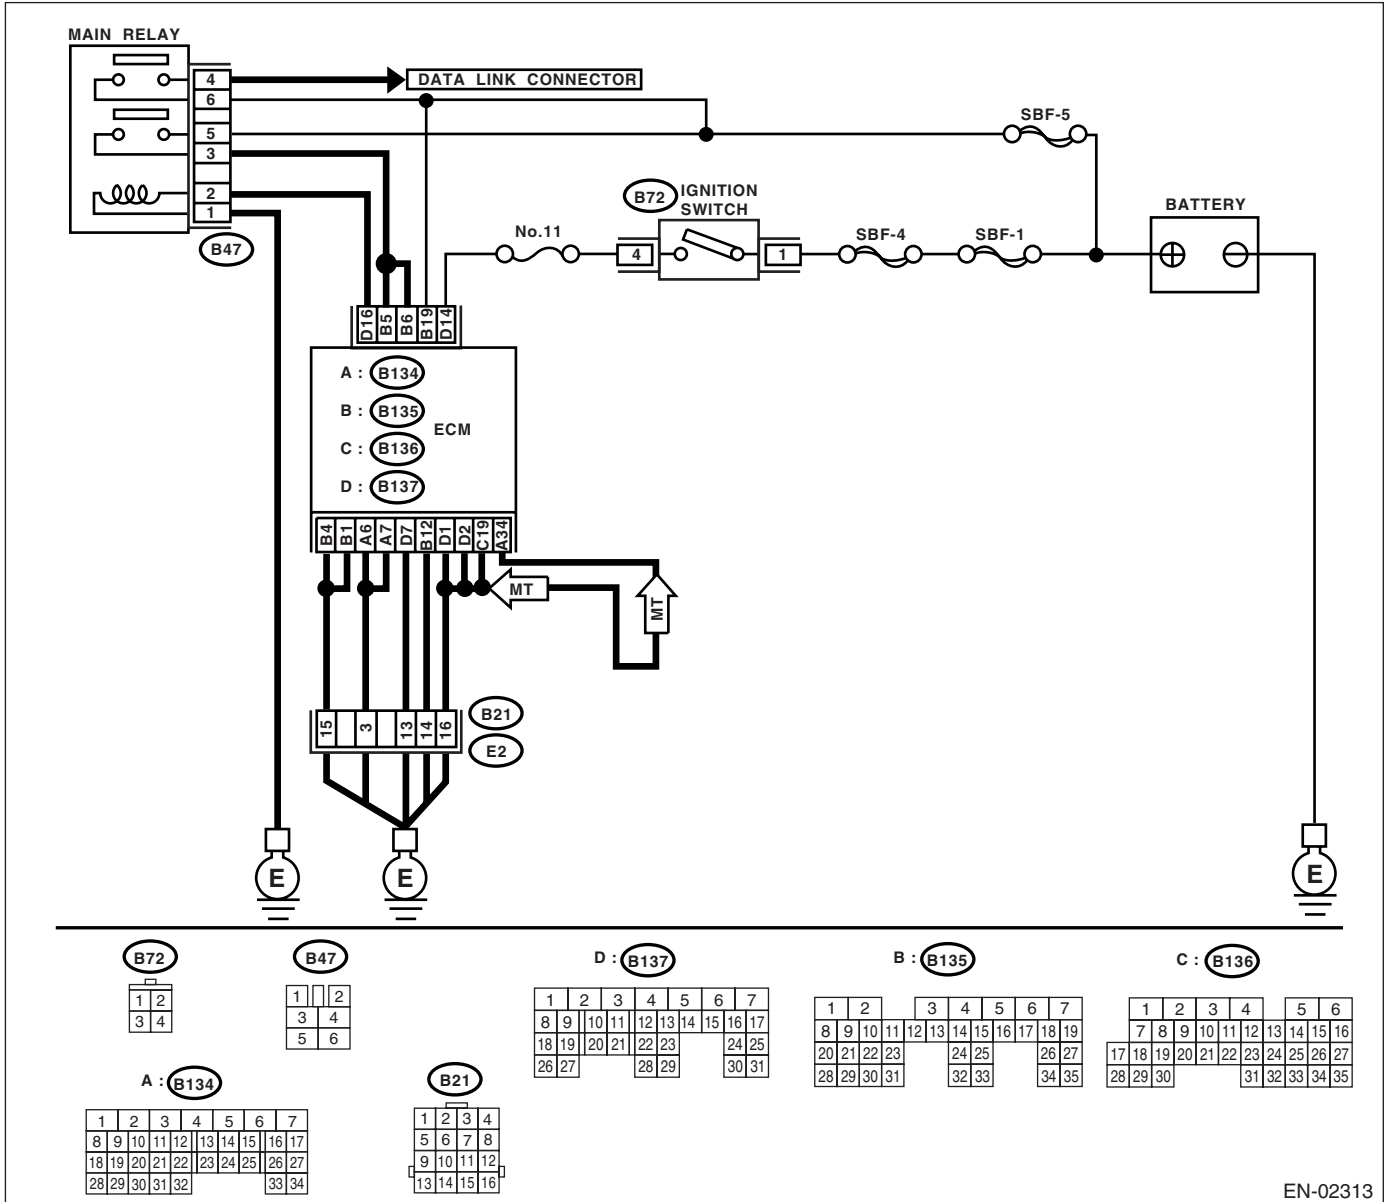 MAIN RELAY
4
6
5
3
2
1
B47
DATA LINK CONNECTOR
SBF-5
B72
IGNITION
SWITCH
No.11
4
1
SBF-4
SBF-1
BATTERY
D16
B5
B6
B19
D14
A : B134
B : B135
C : B136
D : B137
ECM
B4
B1
A6
A7
D7
B12
D1
D2
C19
A34
MT
MT
15
3
13
14
16
B21
E2
E
E
E
B72
1 2
3 4
B47
1 2
3 4
5 6
D : B137
1 2 3 4 5 6 7
8 9 10 11 12 13 14 15 16 17
18 19 20 21 22 23 24 25
26 27 28 29 30 31
B : B135
1 2 3 4 5 6 7
8 9 10 11 12 13 14 15 16 17 18 19
20 21 22 23 24 25 26 27
28 29 30 31 32 33 34 35
C : B136
1 2 3 4 5 6
7 8 9 10 11 12 13 14 15 16
17 18 19 20 21 22 23 24 25 26 27
28 29 30 31 32 33 34 35
A : B134
1 2 3 4 5 6 7
8 9 10 11 12 13 14 15 16 17
18 19 20 21 22 23 24 25 26 27
28 29 30 31 32 33 34
B21
1 2 3 4
5 6 7 8
9 10 11 12
13 14 15 16
EN-02313